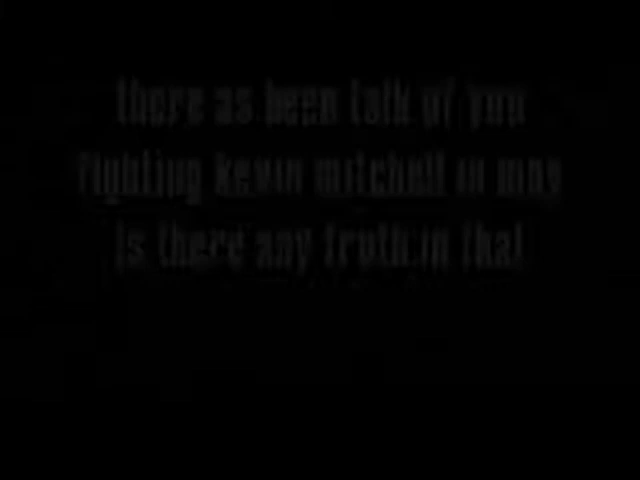 there as been talk of you
fighting kevin mitchell in may
is there any truth in that